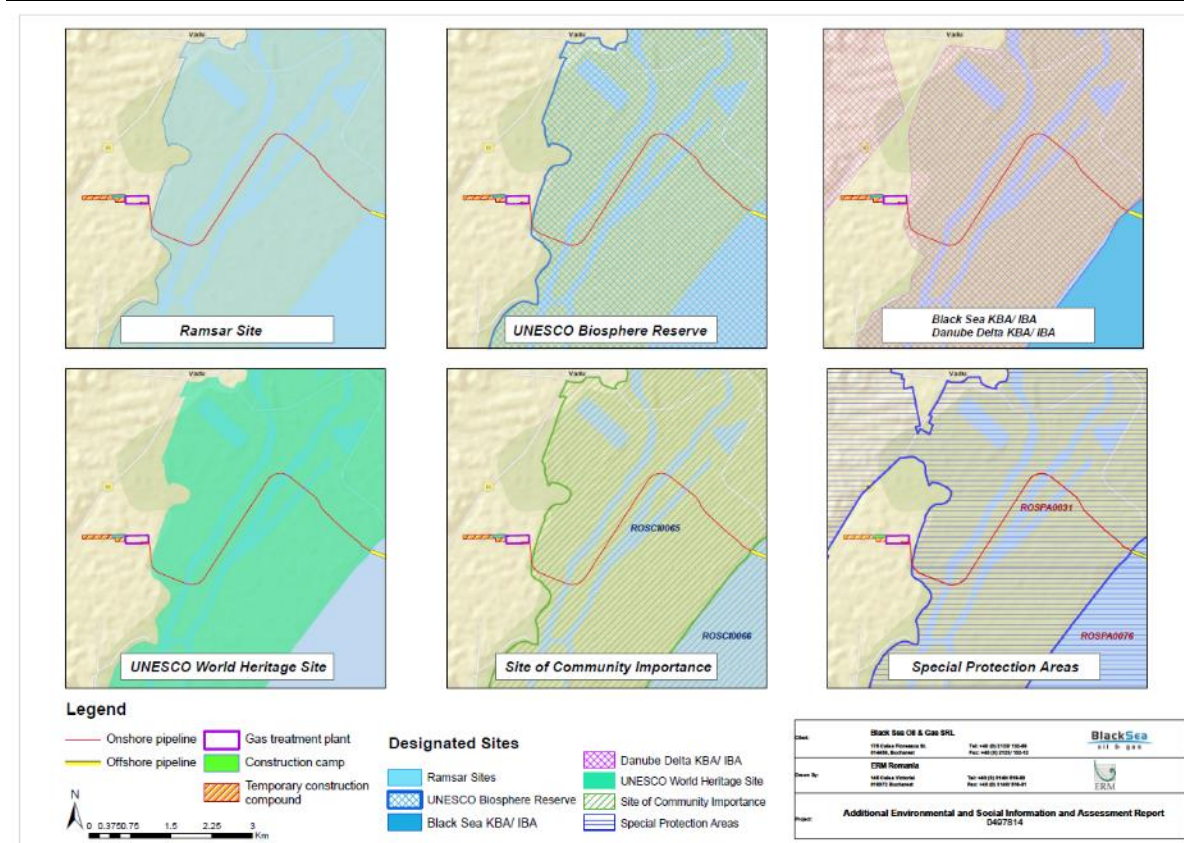 Vadu
Vadu
Vadu
Ramsar Site
UNESCO Biosphere Reserve
Black Sea KBA/ IBA
Danube Delta KBA/ IBA
Vadu
Vadu
Vadu
ROSCI0065
ROSPA0031
ROSCI0066
ROSPA0076
UNESCO World Heritage Site
Site of Community Importance
Special Protection Areas
Legend
Onshore pipeline
Gas treatment plant
Offshore pipeline
Construction camp
Temporary construction
compound
N
0 0.3750.75 1.5 2.25 3
Km
Designated Sites
Ramsar Sites
UNESCO Biosphere Reserve
Black Sea KBA/ IBA
Danube Delta KBA/ IBA
UNESCO World Heritage Site
Site of Community Importance
Special Protection Areas
Client:
Black Sea Oil & Gas SRL
BlackSea
oil & gas
Drawn By:
ERM Romania
ERM
Project:
Additional Environmental and Social Information and Assessment Report
0497814